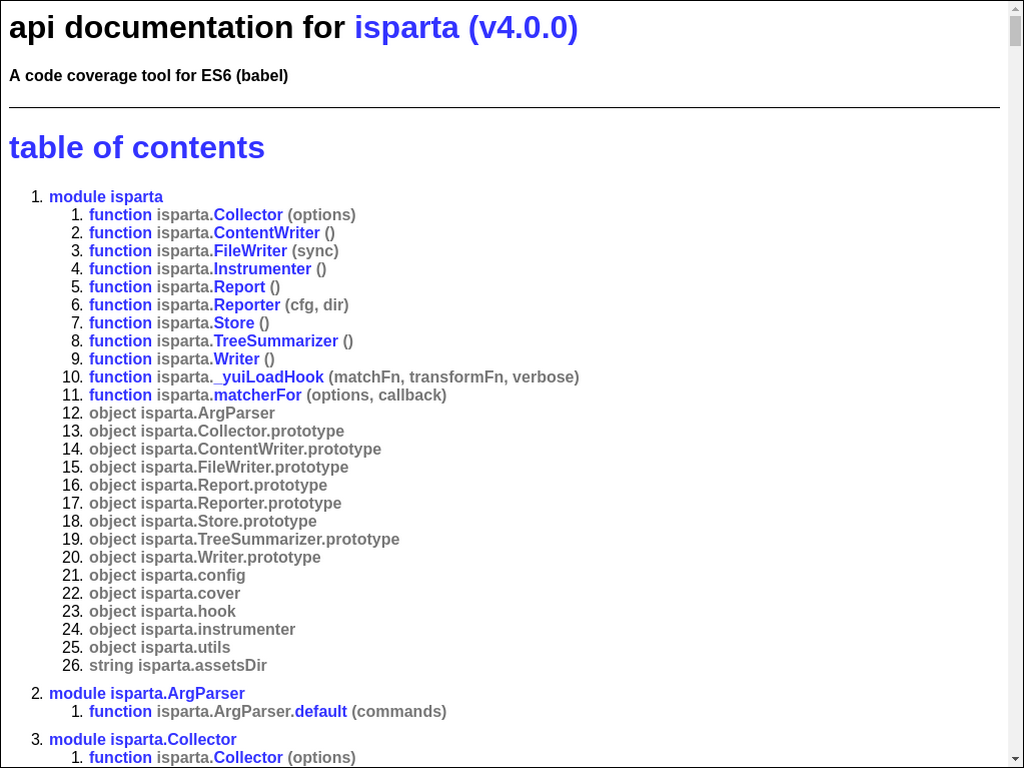 api documentation for isparta (v4.0.0)
A code coverage tool for ES6 (babel)
table of contents
1. module isparta
1. function isparta.Collector (options)
2. function isparta.ContentWriter ()
3. function isparta.FileWriter (sync)
4. function isparta.Instrumenter ()
5. function isparta.Report ()
6. function isparta.Reporter (cfg, dir)
7. function isparta.Store ()
8. function isparta.TreeSummarizer ()
9. function isparta.Writer ()
10. function isparta._yuiLoadHook (matchFn, transformFn, verbose)
11. function isparta.matcherFor (options, callback)
12. object isparta.ArgParser
13. object isparta.Collector.prototype
14. object isparta.ContentWriter.prototype
15. object isparta.FileWriter.prototype
16. object isparta.Report.prototype
17. object isparta.Reporter.prototype
18. object isparta.Store.prototype
19. object isparta.TreeSummarizer.prototype
20. object isparta.Writer.prototype
21. object isparta.config
22. object isparta.cover
23. object isparta.hook
24. object isparta.instrumenter
25. object isparta.utils
26. string isparta.assetsDir
2. module isparta.ArgParser
1. function isparta.ArgParser.default (commands)
3. module isparta.Collector
1. function isparta.Collector (options)